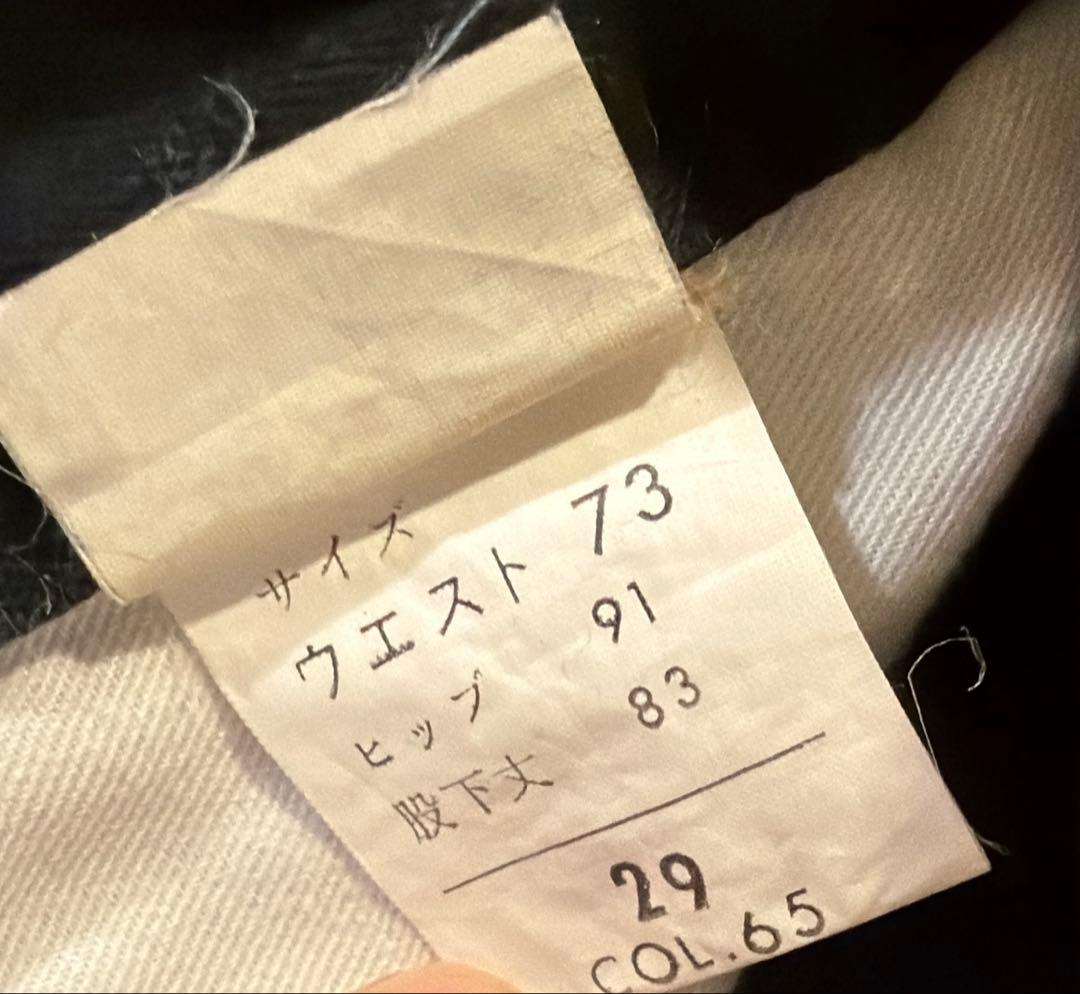 サイズ
ウエスト 73
ヒップ 91
股下丈 83
29
COL.65